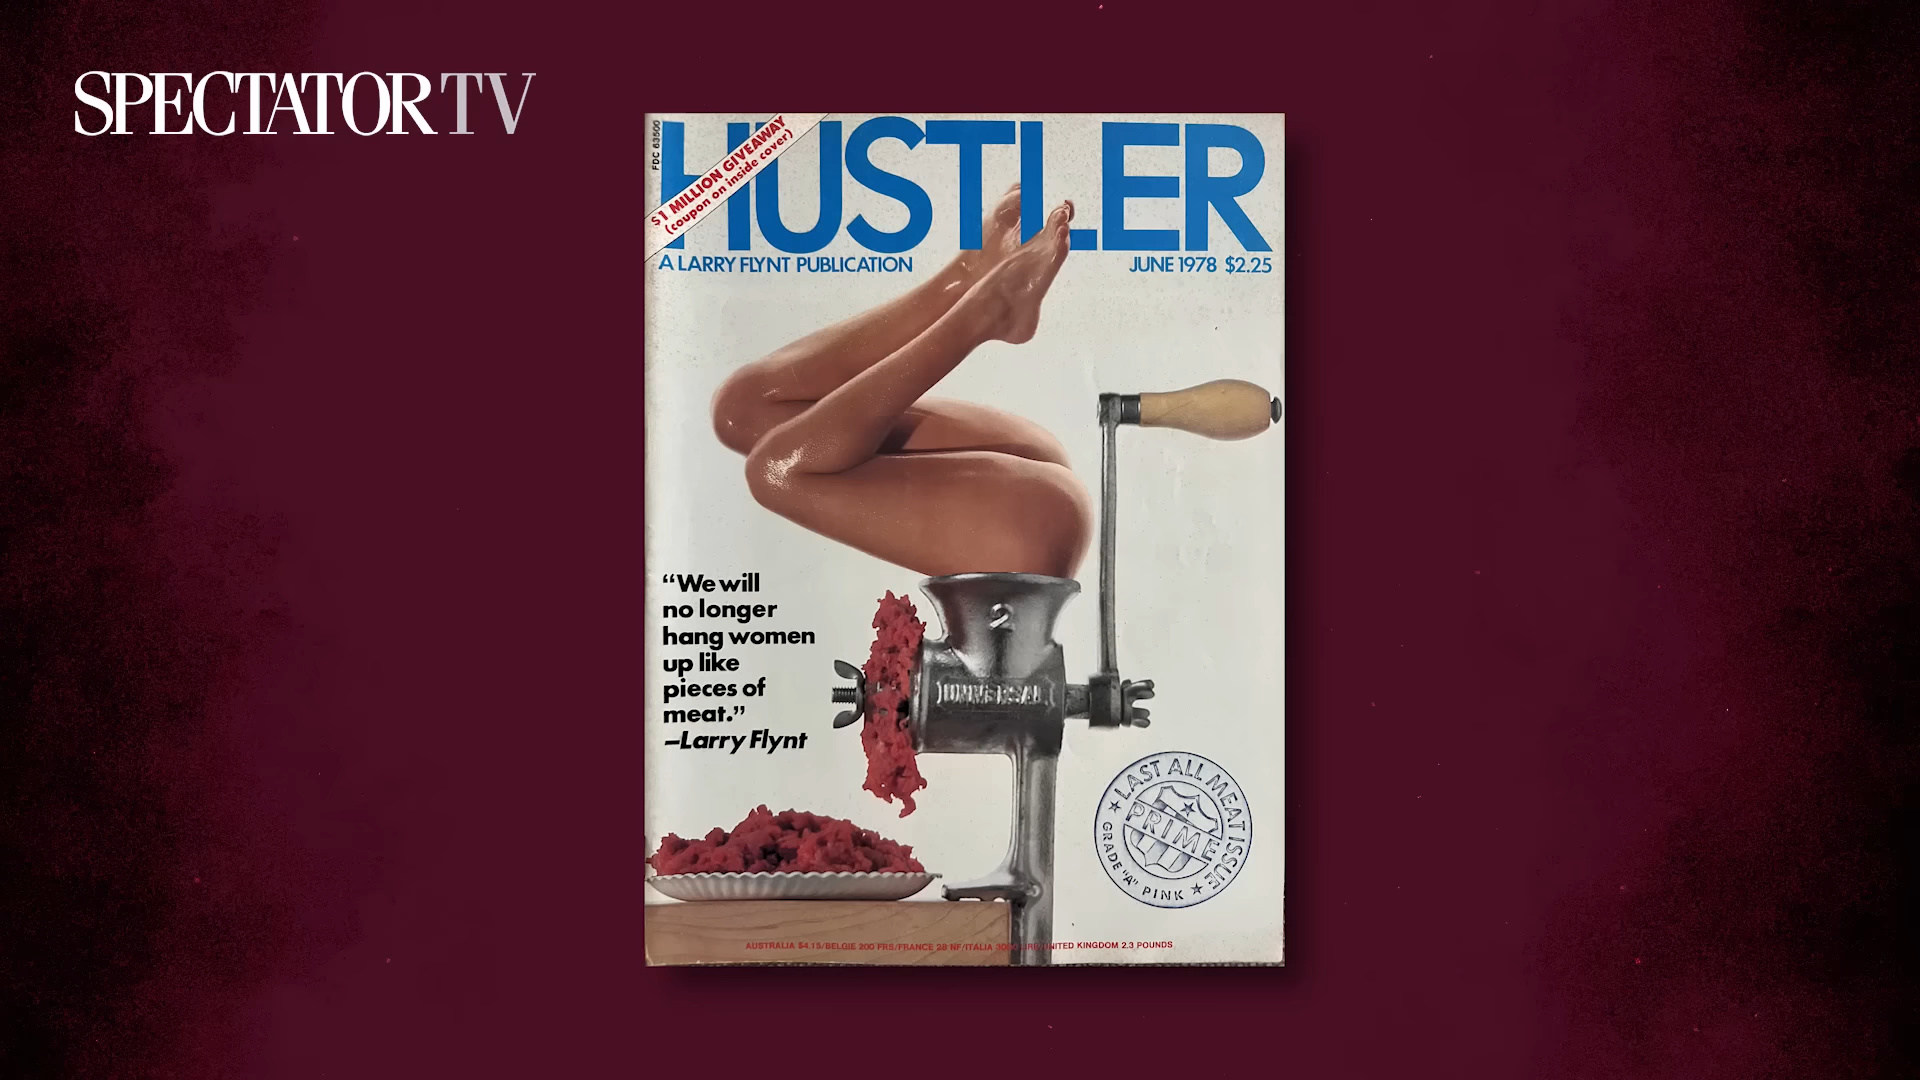 SPECTATOR TV
FDC 63500
$1 MILLION GIVEAWAY
(coupon on inside cover)
HUSTLER
A LARRY FLYNT PUBLICATION
JUNE 1978 $2.25
“We will
no longer
hang women
up like
pieces of
meat.”
–Larry Flynt
2
UNIVERSAL
LAST ALL MEAT ISSUE
PRIME
GRADE "A" PINK
AUSTRALIA $4.15/BELGIE 200 FRS/FRANCE 28 NF/ITALIA UNITED KINGDOM 2.3 POUNDS